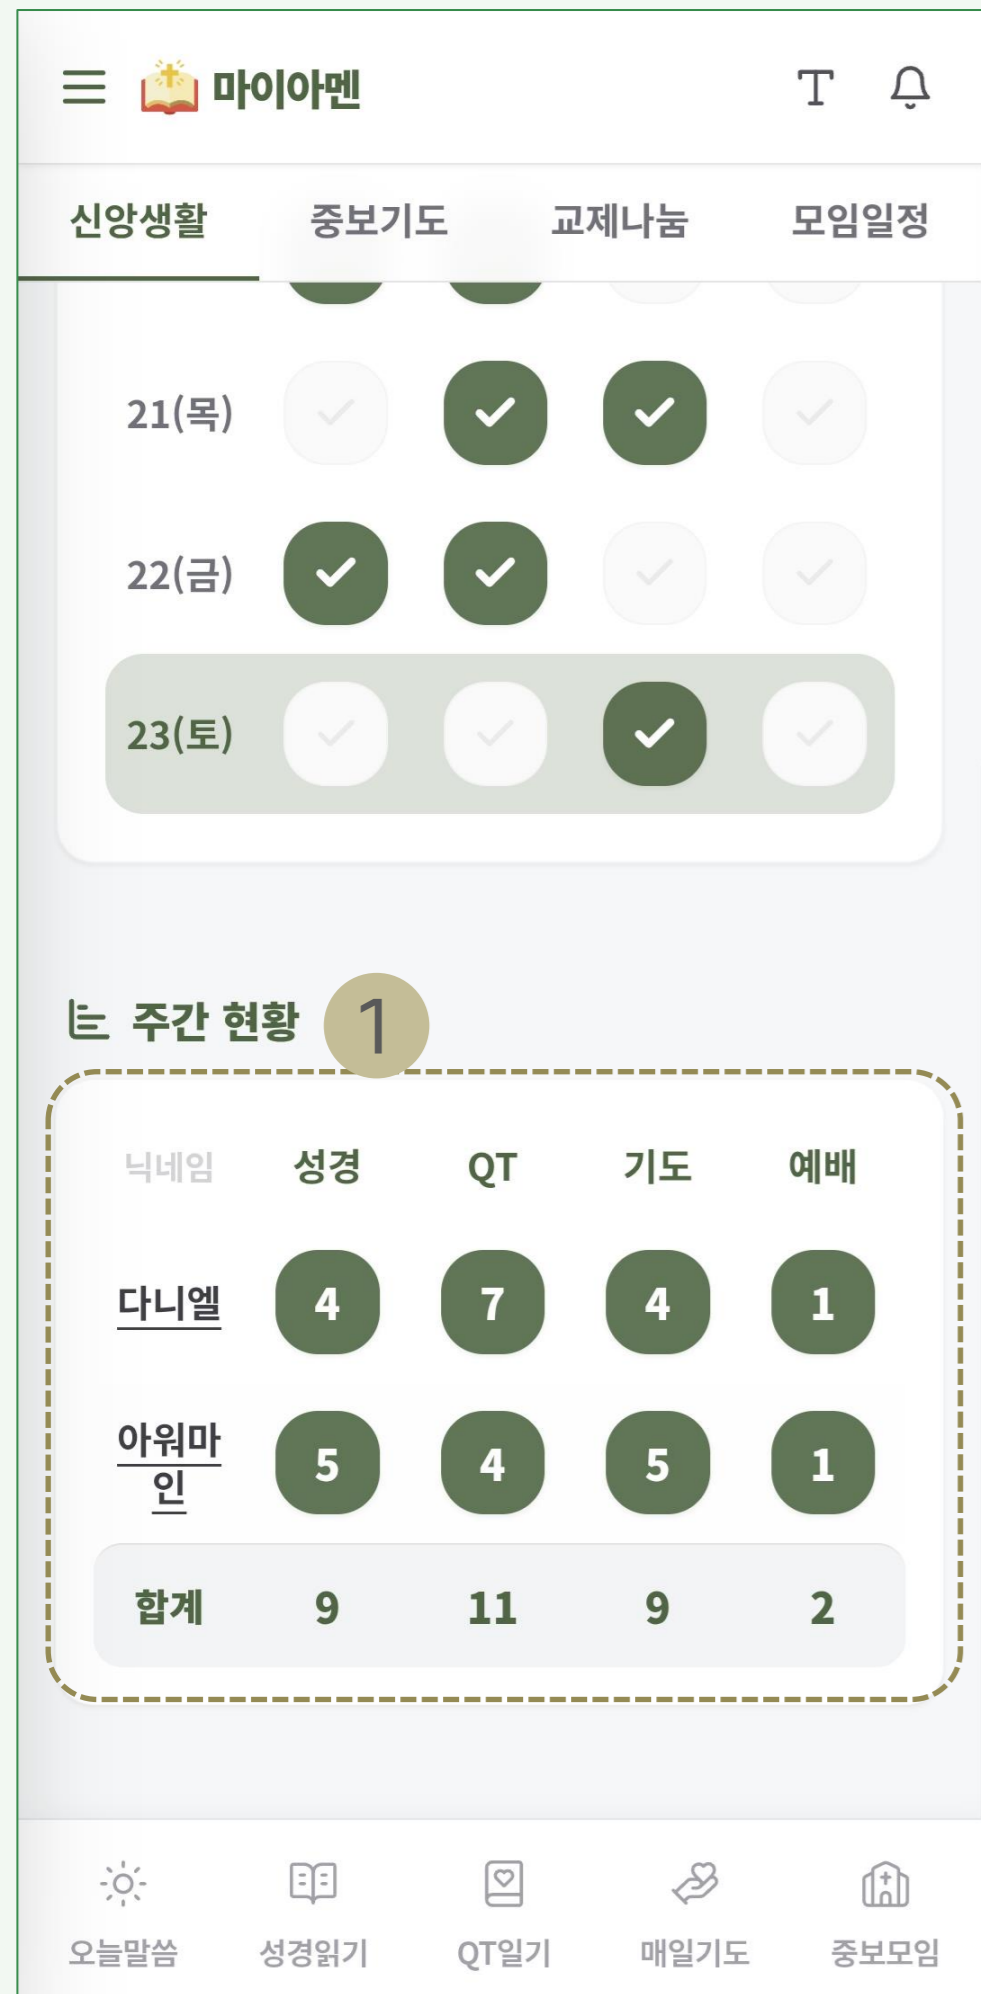 마이아멘
신앙생활 중보기도 교제나눔 모임일정
21(목)
22(금)
23(토)
주간 현황 1
닉네임 성경 QT 기도 예배
다니엘 4 7 4 1
아워마
인 5 4 5 1
합계 9 11 9 2
오늘말씀 성경읽기 QT일기 매일기도 중보모임